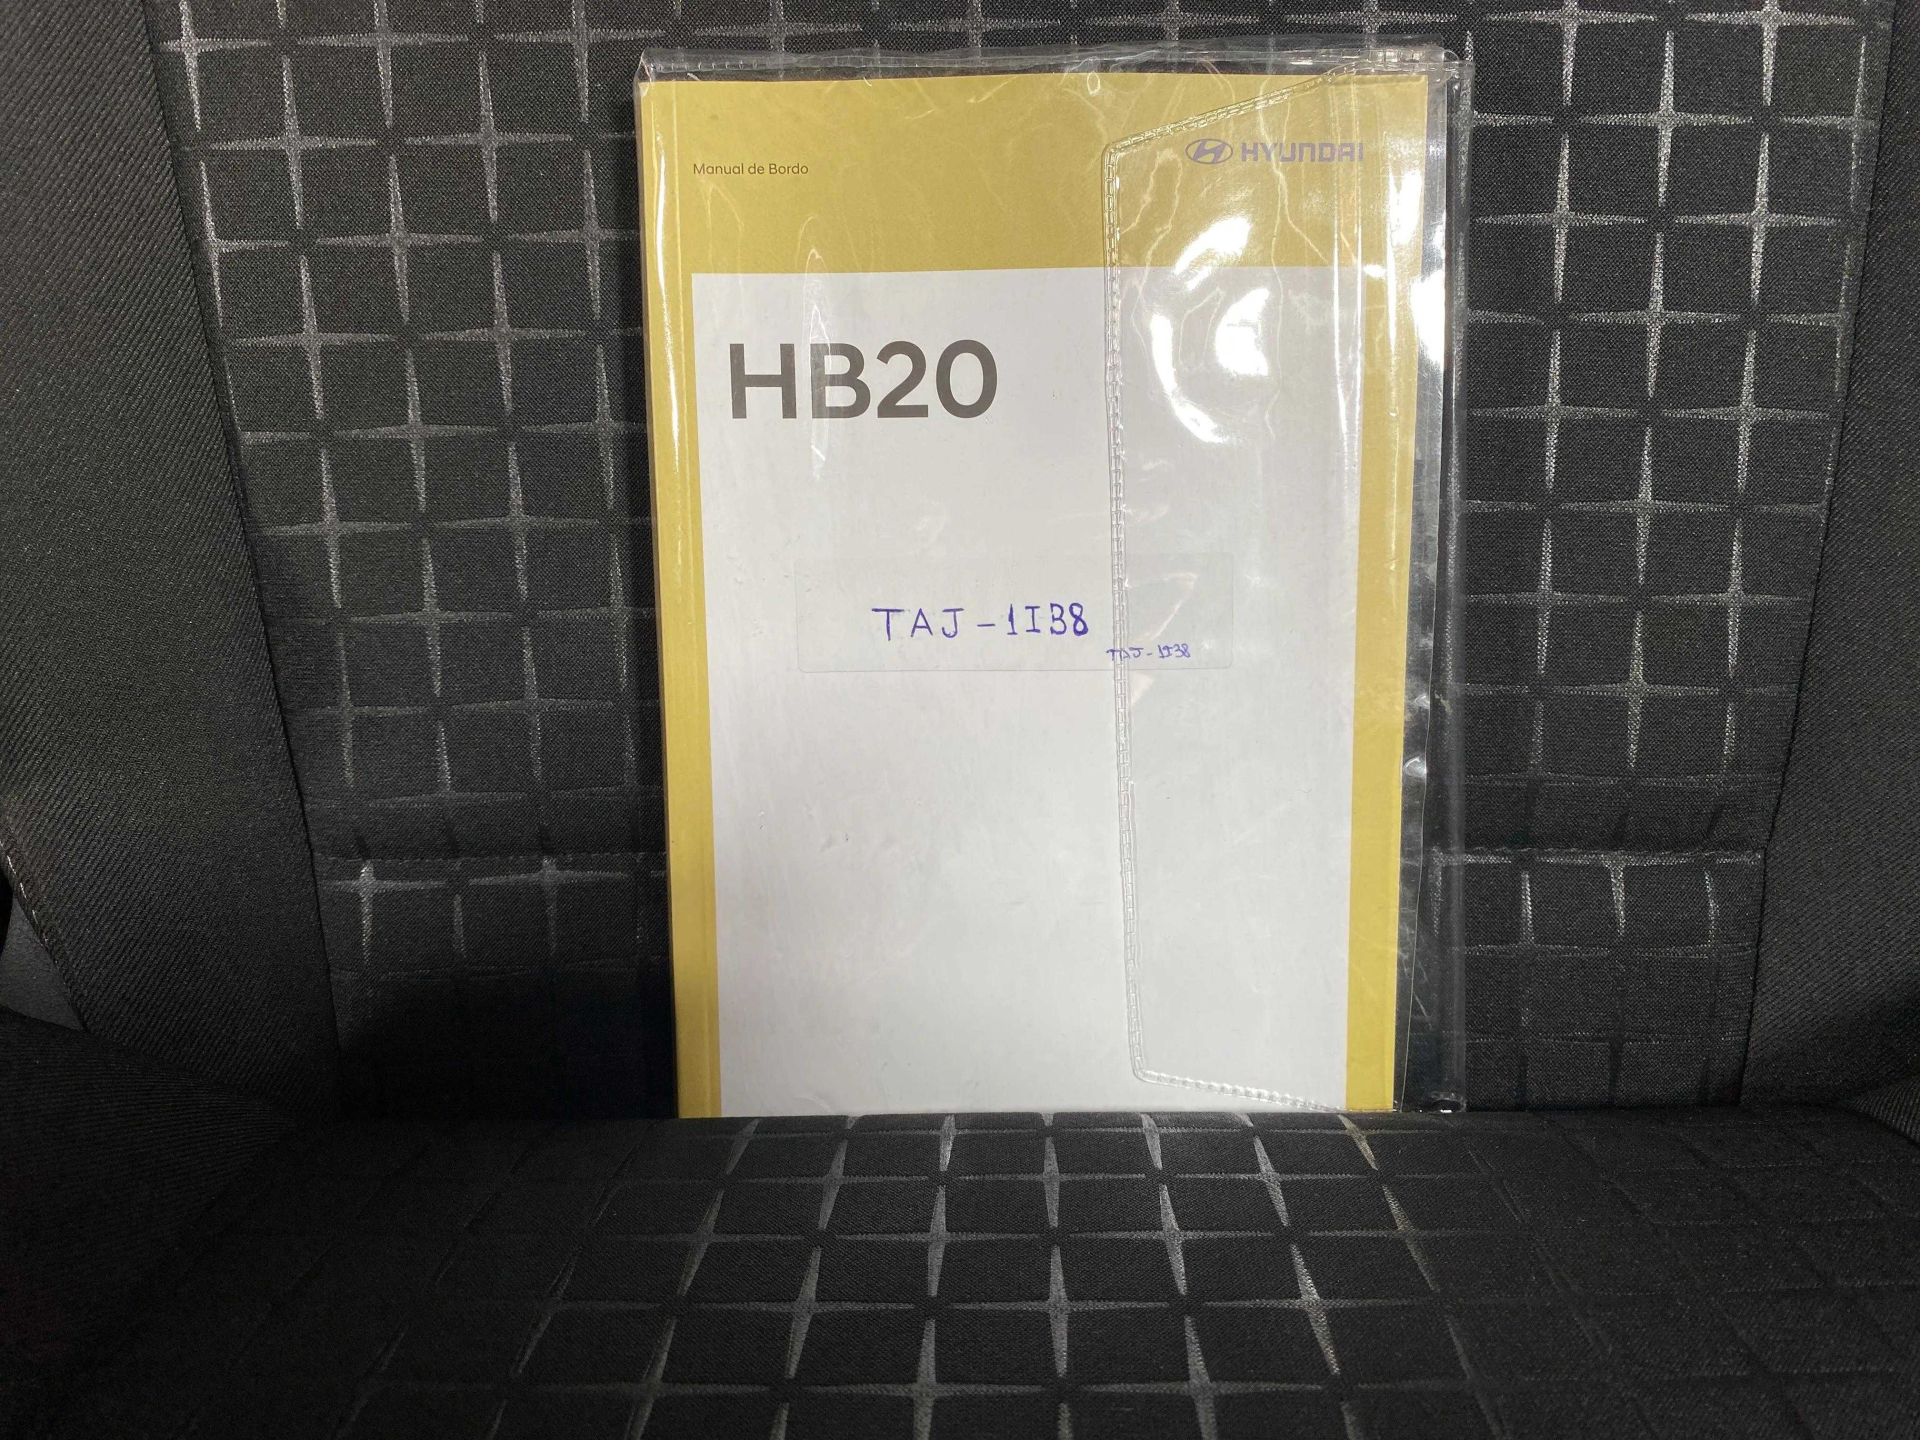 Manual de Bordo
HYUNDAI
HB20
TAJ-1I38
TAJ-1I38